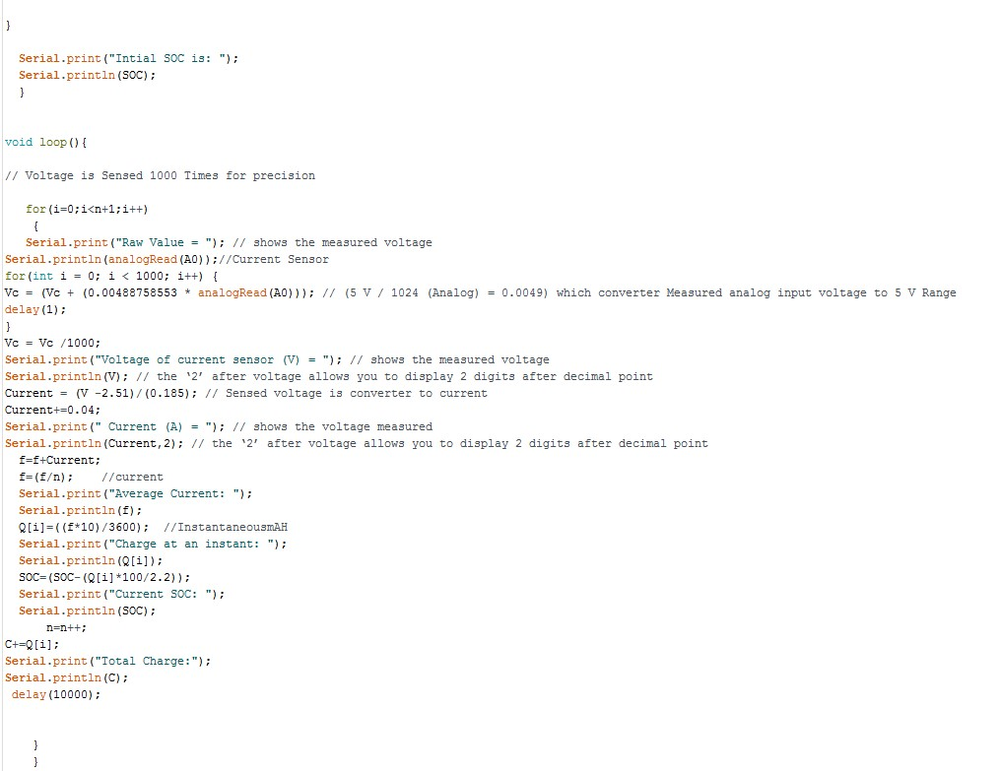 }
Serial.print("Intial SOC is: ");
Serial.println(SOC);
}
void loop(){
// Voltage is Sensed 1000 Times for precision
for(i=0;i<n+1;i++)
{
Serial.print("Raw Value = "); // shows the measured voltage
Serial.println(analogRead(A0));//Current Sensor
for(int i = 0; i < 1000; i++) {
Vc = (Vc + (0.00488758553 * analogRead(A0))); // (5 V / 1024 (Analog) = 0.0049) which converter Measured analog input voltage to 5 V Range
delay(1);
}
Vc = Vc /1000;
Serial.print("Voltage of current sensor (V) = "); // shows the measured voltage
Serial.println(V); // the ‘2’ after voltage allows you to display 2 digits after decimal point
Current = (V -2.51)/(0.185); // Sensed voltage is converter to current
Current+=0.04;
Serial.print(" Current (A) = "); // shows the voltage measured
Serial.println(Current,2); // the ‘2’ after voltage allows you to display 2 digits after decimal point
f=f+Current;
f=(f/n); //current
Serial.print("Average Current: ");
Serial.println(f);
Q[i]=((f*10)/3600); //InstantaneousmAH
Serial.print("Charge at an instant: ");
Serial.println(Q[i]);
SOC=(SOC-(Q[i]*100/2.2));
Serial.print("Current SOC: ");
Serial.println(SOC);
n=n++;
C+=Q[i];
Serial.print("Total Charge:");
Serial.println(C);
delay(10000);
}
}